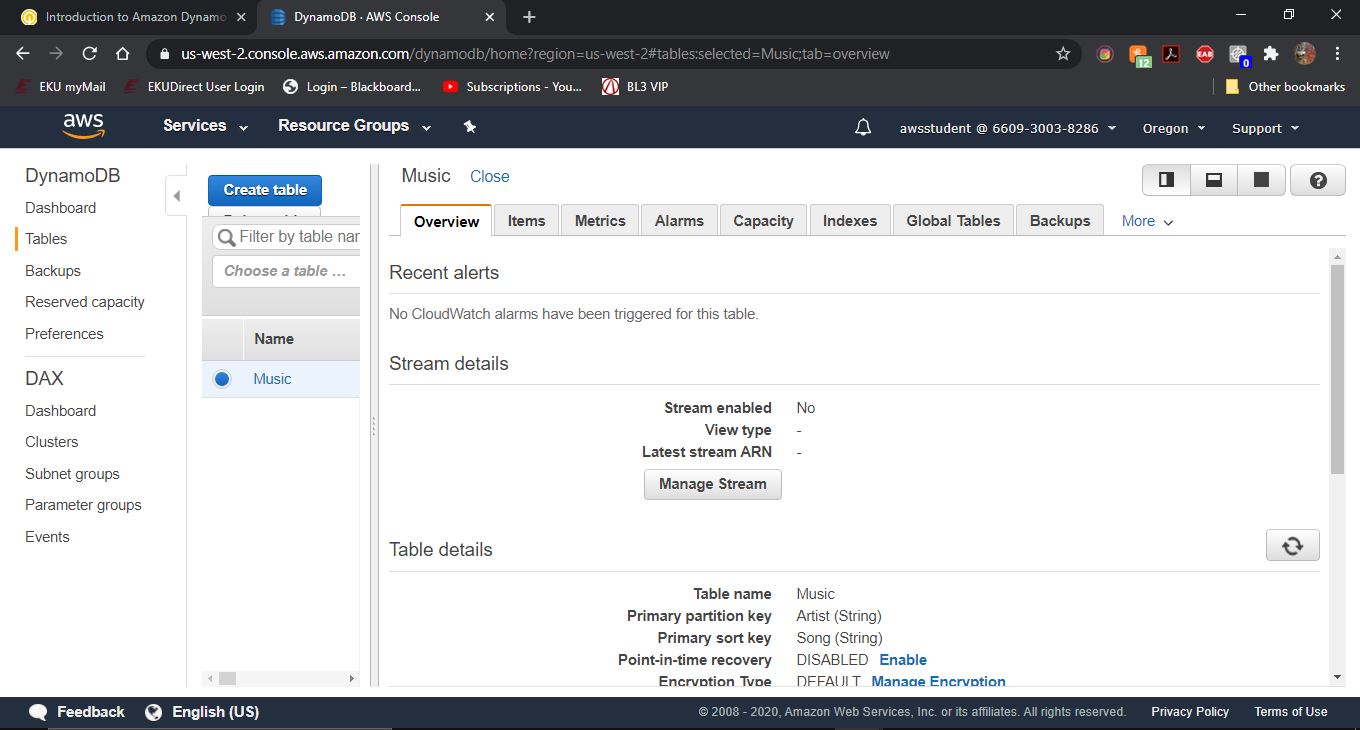 Introduction to Amazon Dynamo
DynamoDB · AWS Console
us-west-2.console.aws.amazon.com/dynamodb/home?region=us-west-2#tables:selected=Music;tab=overview
12
EAB
0
EKU myMail
EKUDirect User Login
Login – Blackboard...
Subscriptions - You...
BL3 VIP
Other bookmarks
aws
Services
Resource Groups
awsstudent @ 6609-3003-8286
Oregon
Support
DynamoDB
Dashboard
Tables
Backups
Reserved capacity
Preferences
DAX
Dashboard
Clusters
Subnet groups
Parameter groups
Events
Create table
Filter by table nar
Choose a table ...
Name
Music
Music Close
Overview Items Metrics Alarms Capacity Indexes Global Tables Backups More
Recent alerts
No CloudWatch alarms have been triggered for this table.
Stream details
Stream enabled No
View type -
Latest stream ARN -
Manage Stream
Table details
Table name Music
Primary partition key Artist (String)
Primary sort key Song (String)
Point-in-time recovery DISABLED Enable
Encryption Type DEFAULT Manage Encryption
Feedback
English (US)
© 2008 - 2020, Amazon Web Services, Inc. or its affiliates. All rights reserved.
Privacy Policy
Terms of Use